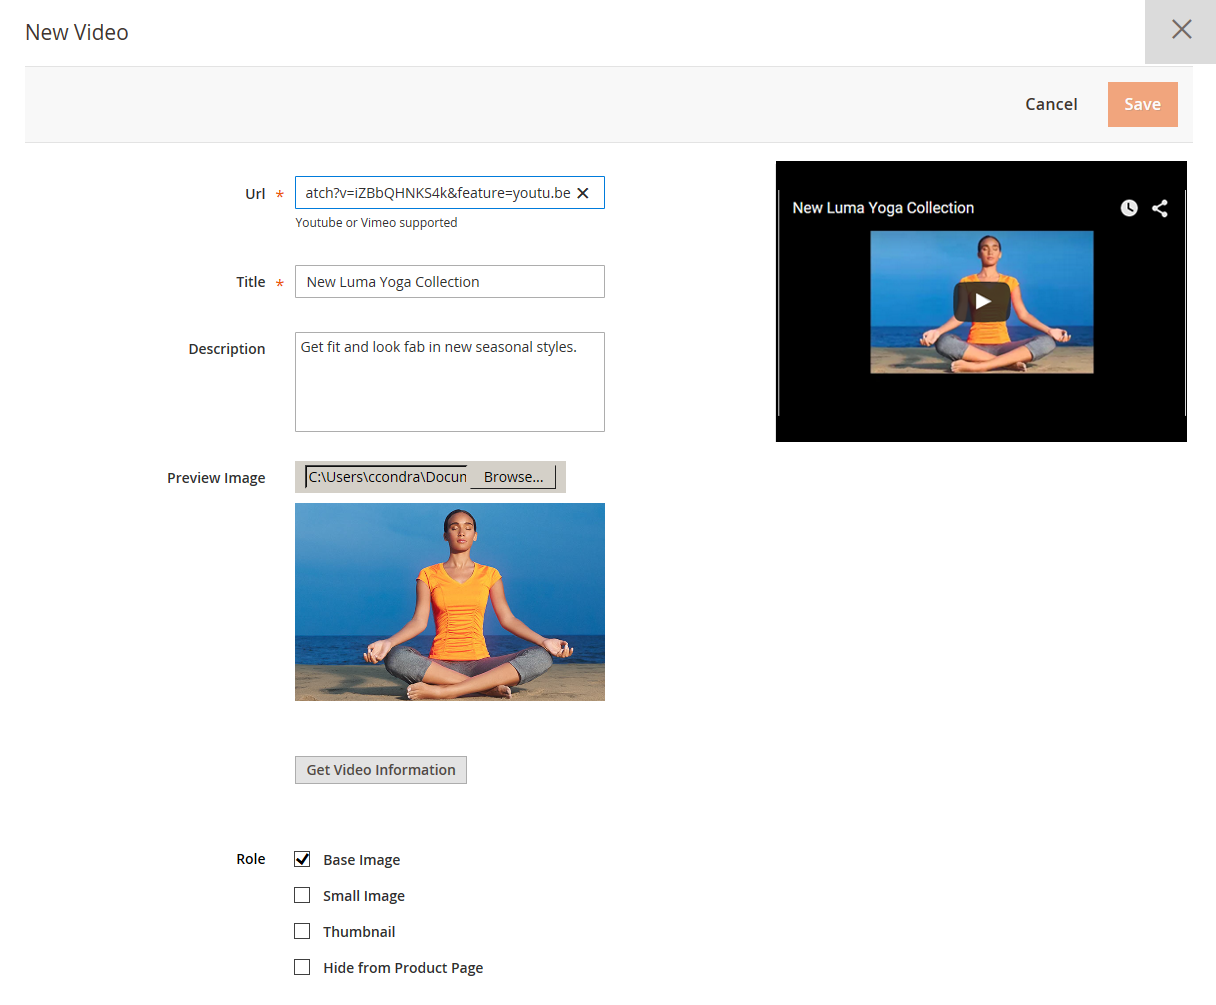 New Video
Cancel
Save
Url *
atch?v=iZBbQHNKS4k&feature=youtu.be
Youtube or Vimeo supported
New Luma Yoga Collection
Title *
New Luma Yoga Collection
Description
Get fit and look fab in new seasonal styles.
Preview Image
C:\Users\ccondra\Docun
Browse...
Get Video Information
Role
Base Image
Small Image
Thumbnail
Hide from Product Page